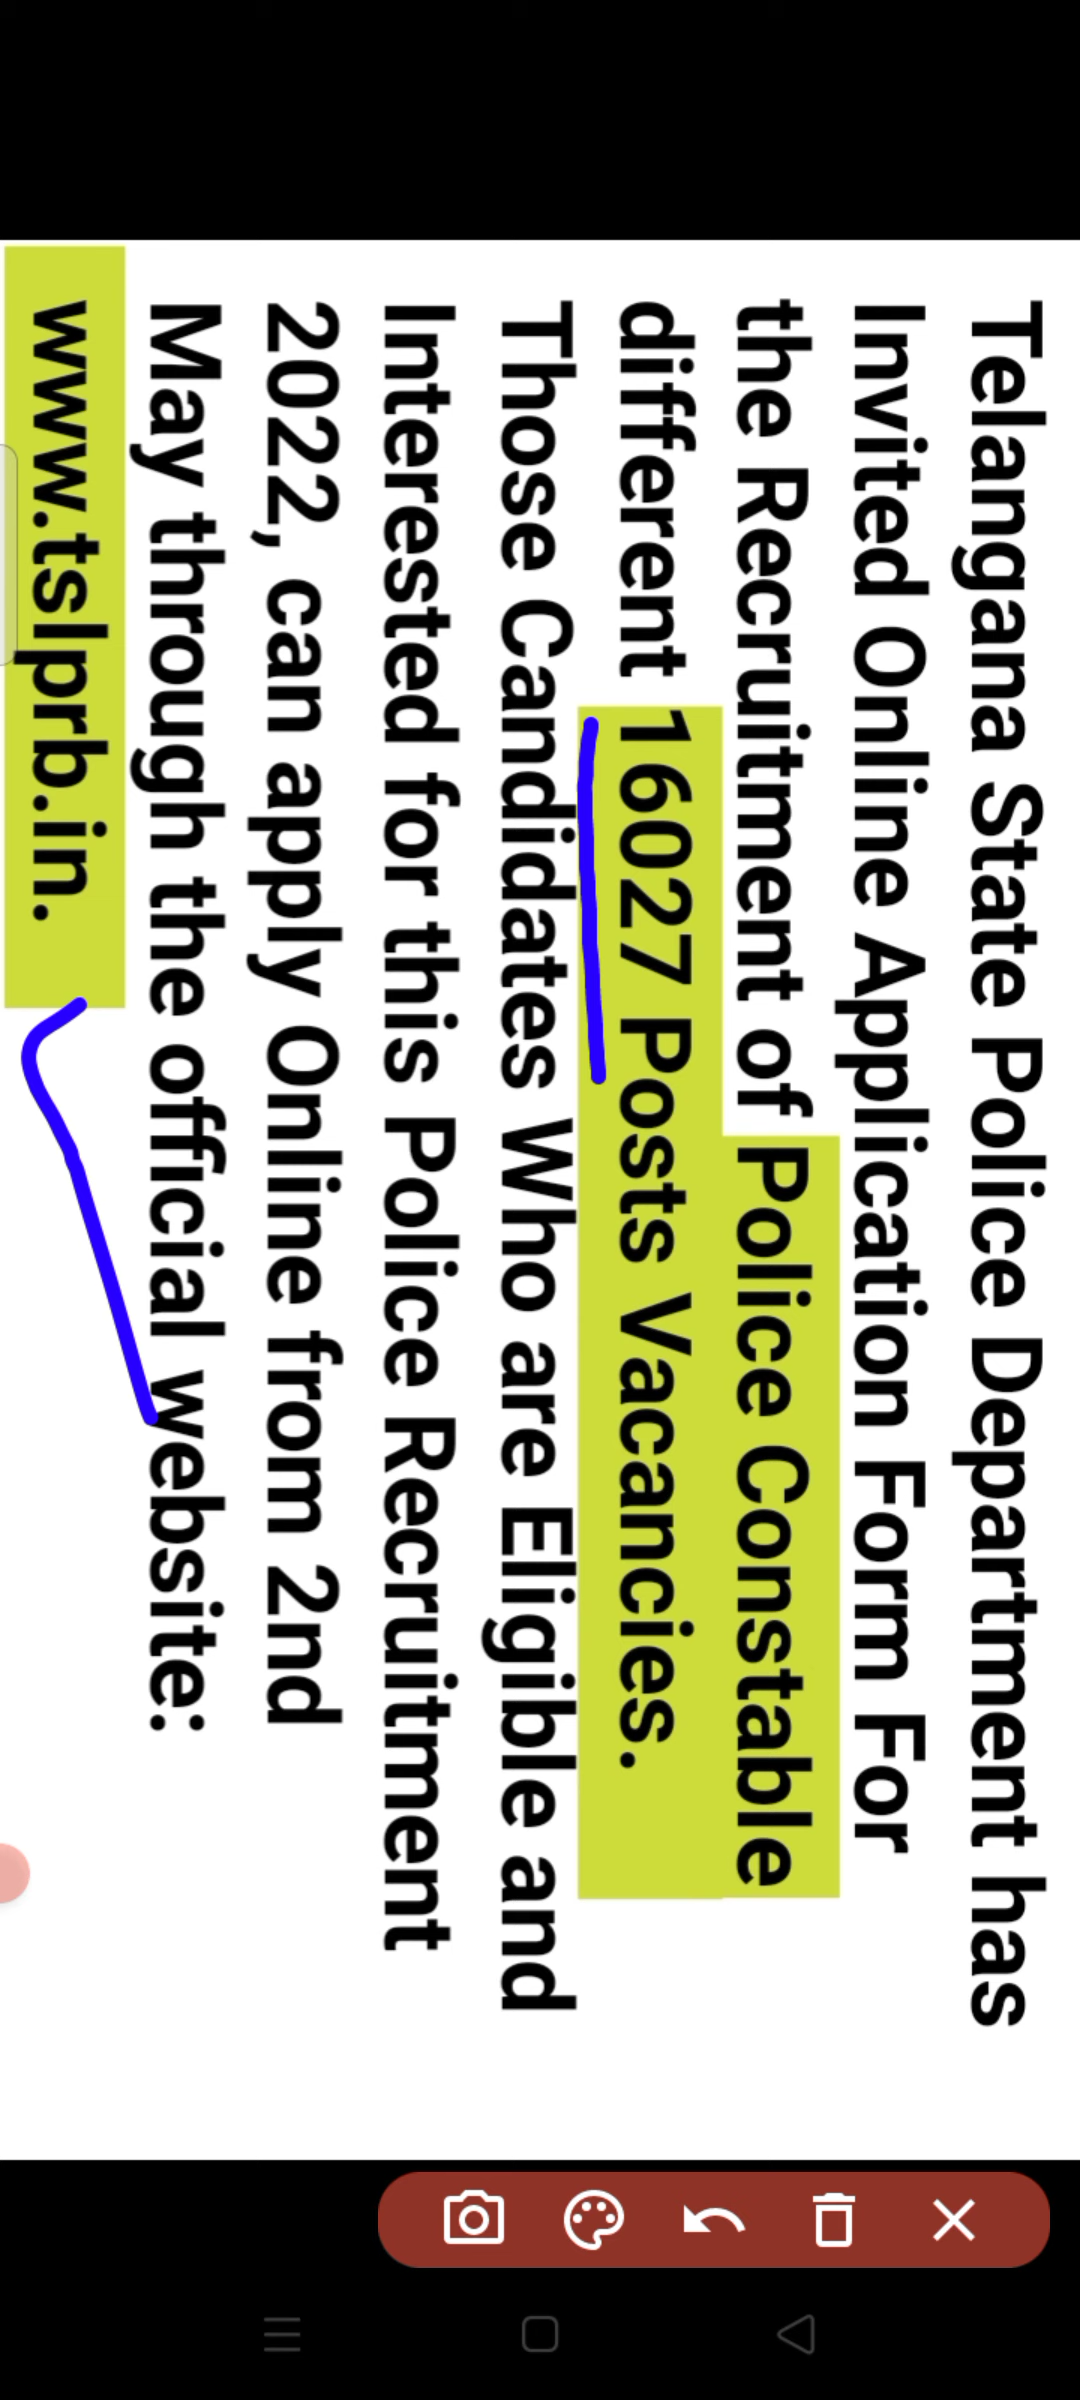 Telangana State Police Department has
Invited Online Application Form For
the Recruitment of Police Constable
different 16027 Posts Vacancies.
Those Candidates Who are Eligible and
Interested for this Police Recruitment
2022, can apply Online from 2nd
May through the official website:
www.tslprb.in.